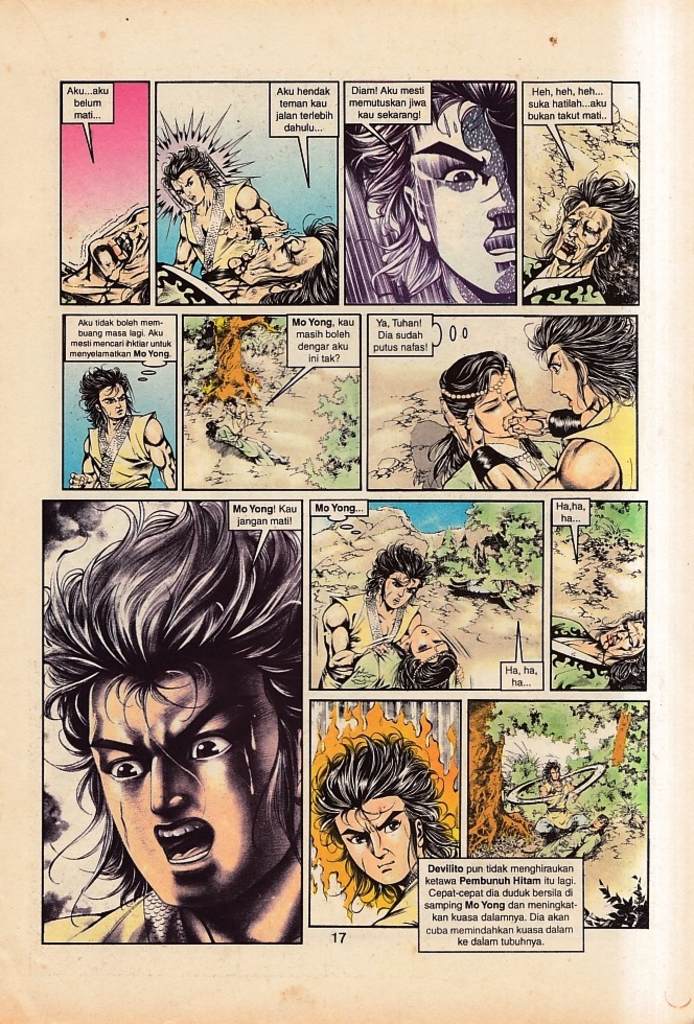 Aku...aku
belum
mati...
Aku hendak
teman kau
jalan terlebih
dahulu...
Diam! Aku mesti
memutuskan jiwa
kau sekarang!
Heh, heh, heh...
suka hatilah...aku
bukan takut mati..
Aku tidak boleh mem-
buang masa lagi. Aku
mesti mencari ihktiar untuk
menyelamatkan Mo Yong.
Mo Yong, kau
masih boleh
dengar aku
ini tak?
Ya, Tuhan!
Dia sudah
putus nafas!
Mo Yong! Kau
jangan mati!
Mo Yong...
Ha, ha,
ha...
Ha,ha,
ha...
Devilito pun tidak menghiraukan
ketawa Pembunuh Hitam itu lagi.
Cepat-cepat dia duduk bersila di
samping Mo Yong dan meningkat-
kan kuasa dalamnya. Dia akan
cuba memindahkan kuasa dalam
ke dalam tubuhnya.
17